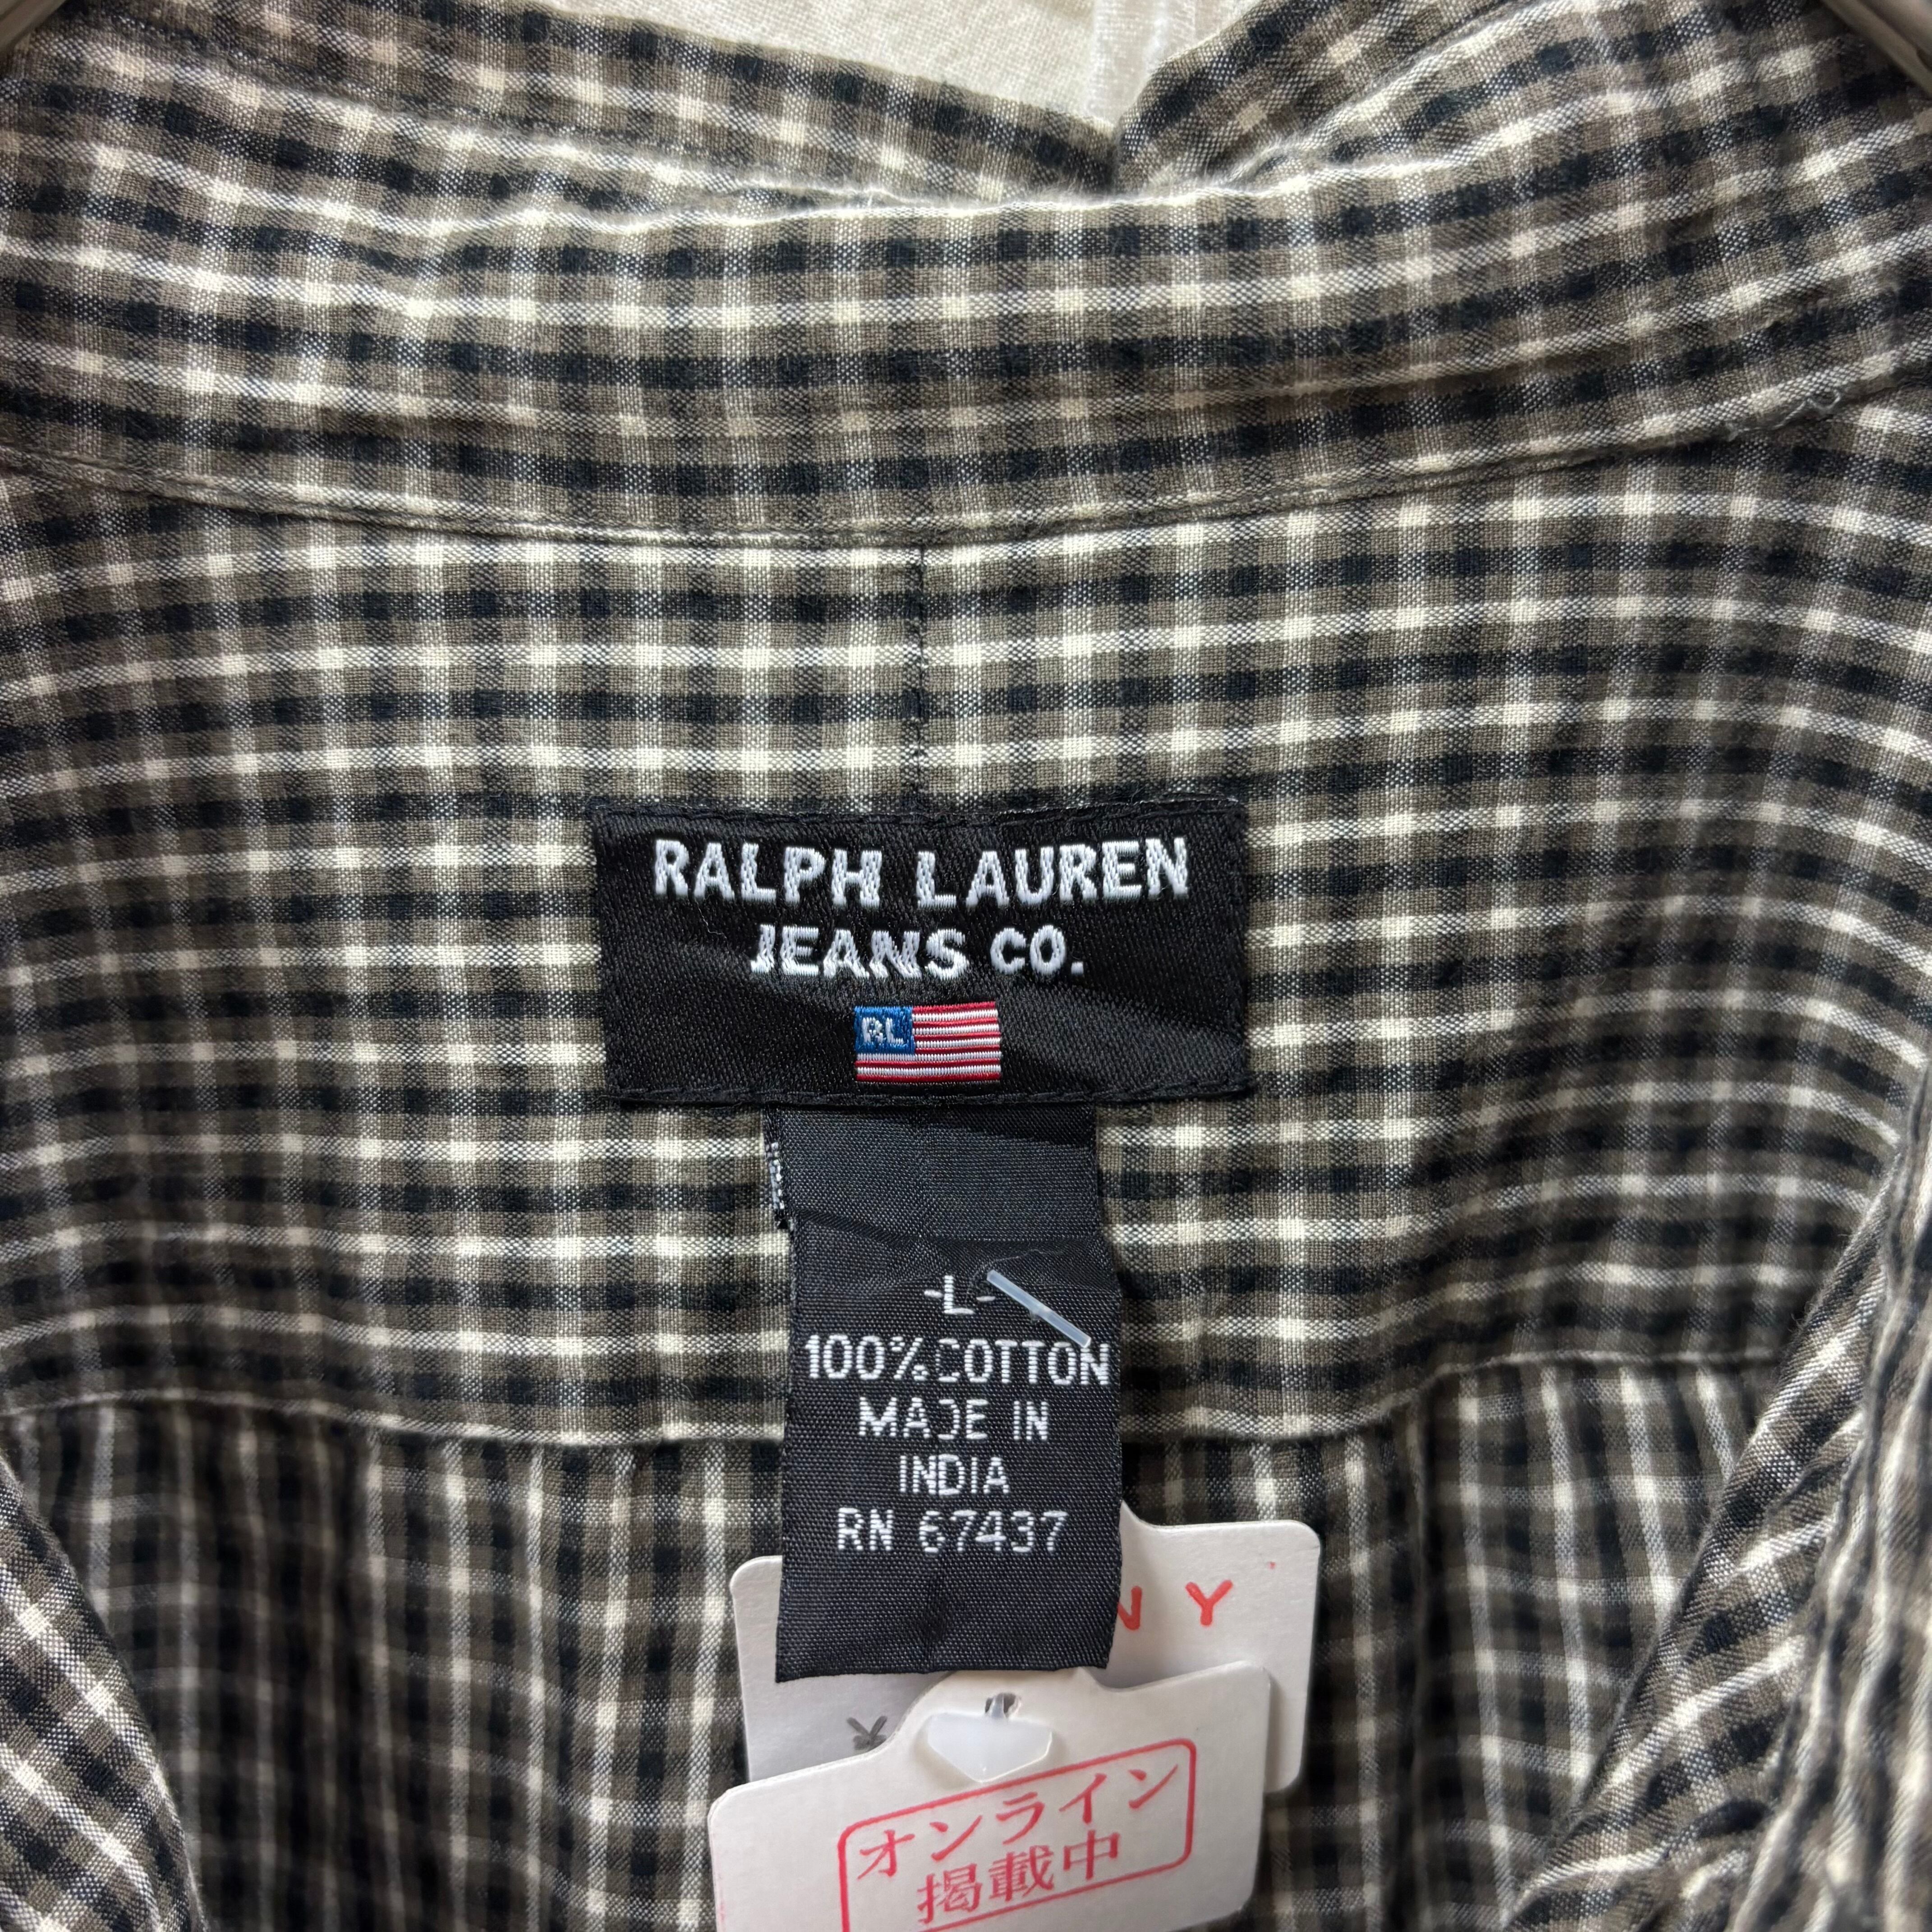 RALPH LAUREN
JEANS CO.
RL
-L-
100%COTTON
MADE IN
INDIA
RN 67437
NY
¥
オンライン
掲載中